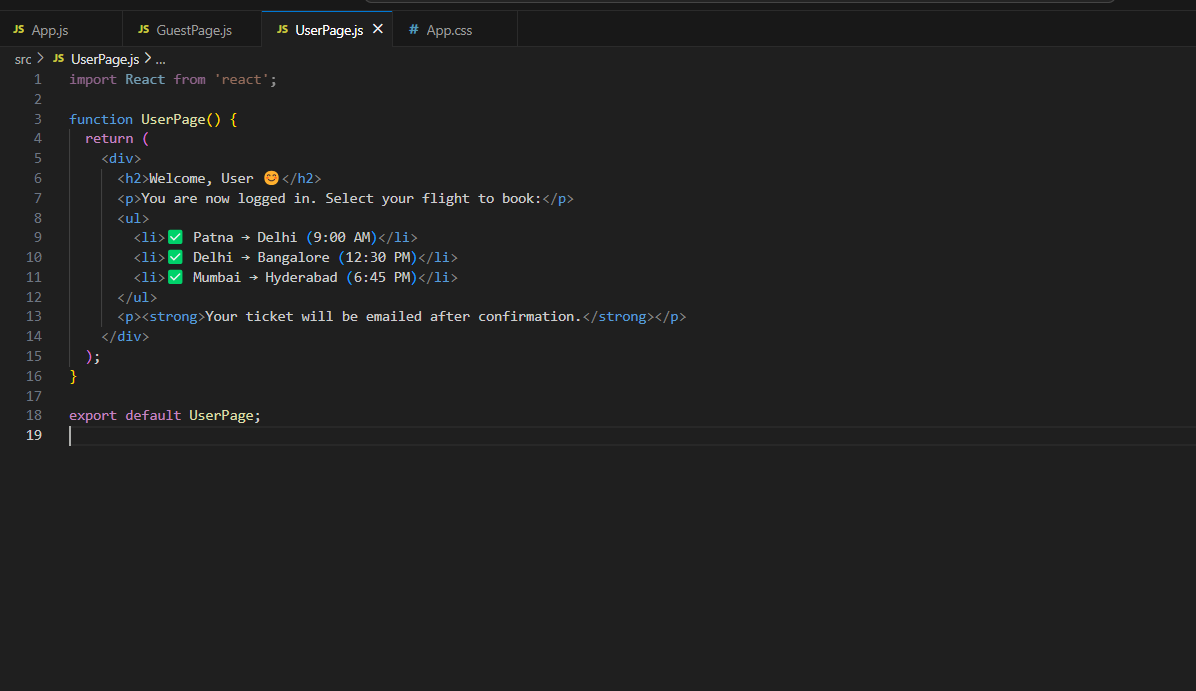 JS App.js JS GuestPage.js JS UserPage.js × # App.css
src > JS UserPage.js > ...
1 import React from 'react';
2
3 function UserPage() {
4   return (
5     <div>
6       <h2>Welcome, User 😊</h2>
7       <p>You are now logged in. Select your flight to book:</p>
8       <ul>
9         <li>✅ Patna → Delhi (9:00 AM)</li>
10         <li>✅ Delhi → Bangalore (12:30 PM)</li>
11         <li>✅ Mumbai → Hyderabad (6:45 PM)</li>
12       </ul>
13       <p><strong>Your ticket will be emailed after confirmation.</strong></p>
14     </div>
15   );
16 }
17
18 export default UserPage;
19